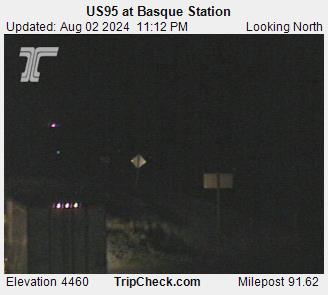 US95 at Basque Station
Updated: Aug 02 2024 11:12 PM Looking North
Elevation 4460 TripCheck.com Milepost 91.62